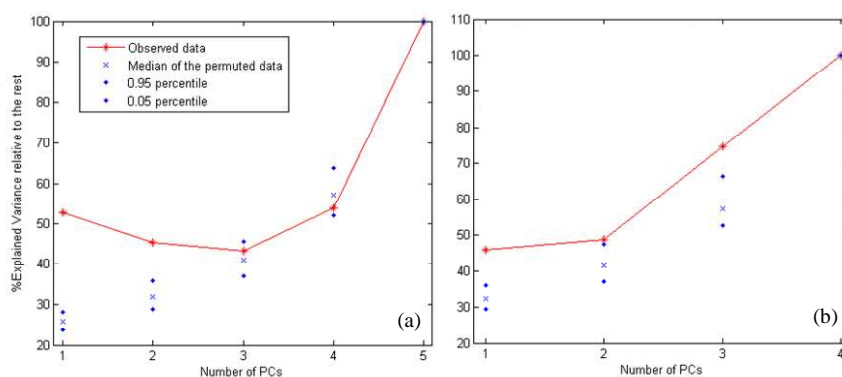 100
90
80
70
60
50
40
30
20
%Explained Variance relative to the rest
Observed data
Median of the permuted data
0.95 percentile
0.05 percentile
1 2 3 4 5
Number of PCs
(a)
110
100
90
80
70
60
50
40
30
20
1 2 3 4
Number of PCs
(b)